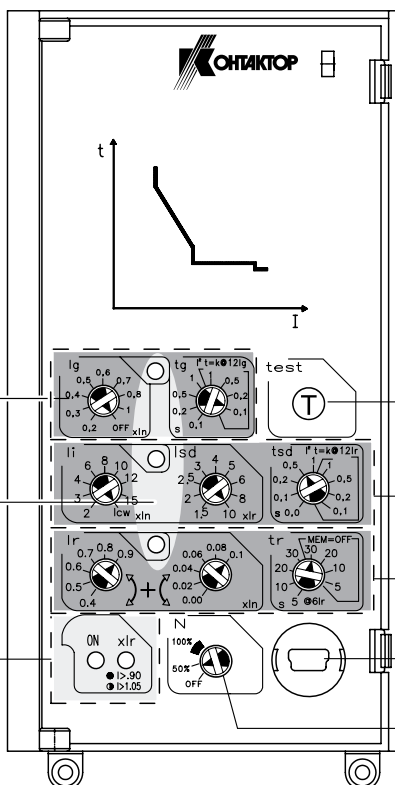 КОНТАКТОР
t
I
Ig
0.2 0.3 0.4 0.5 0.6 0.7 0.8 1 OFF xIn
tg I² t=k@12Ig
s 0.1 0.2 0.5 1 1 0.5 0.2 0.1
test
T
Ii
2 3 4 6 8 10 12 15 Icw xIn
Isd
1,5 2 2,5 3 4 5 6 8 10 xIr
tsd I² t=k@12Ir
s 0.0 0.1 0.2 0.5 1 1 0.5 0.2 0.1
Ir
0.4 0.5 0.6 0.7 0.8 0.9
+
0.00 0.02 0.04 0.06 0.08 0.1 xIn
tr MEM=OFF
s 5 10 20 30 30 20 10 5 @6Ir
ON xIr
I>.90
I>1.05
N
100%
50%
OFF